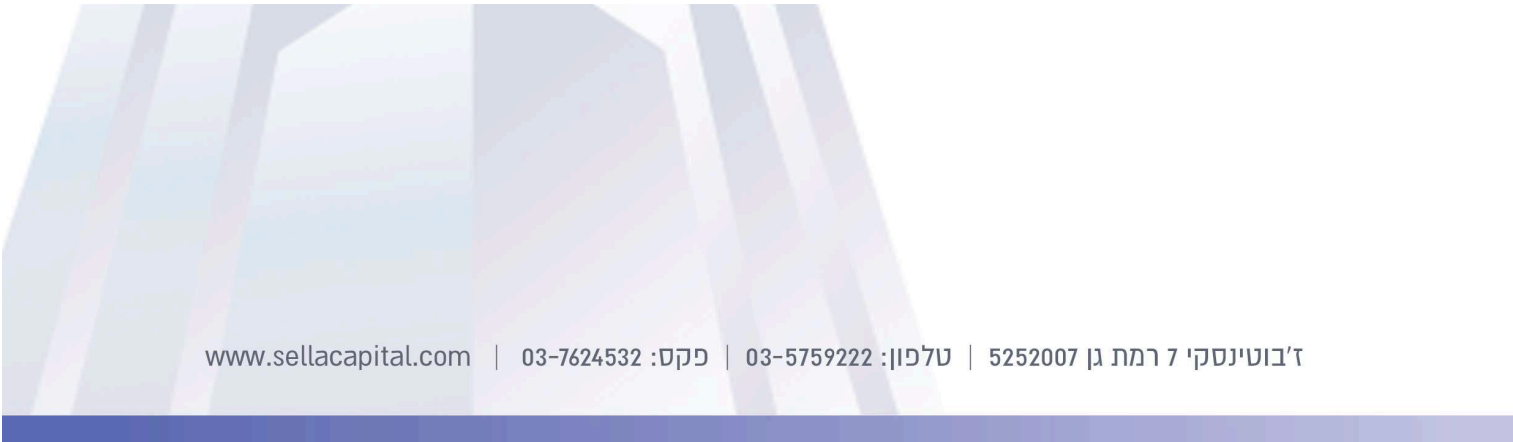 ז'בוטינסקי 7 רמת גן 5252007 | טלפון: 03-5759222 | פקס: 03-7624532 | www.sellacapital.com